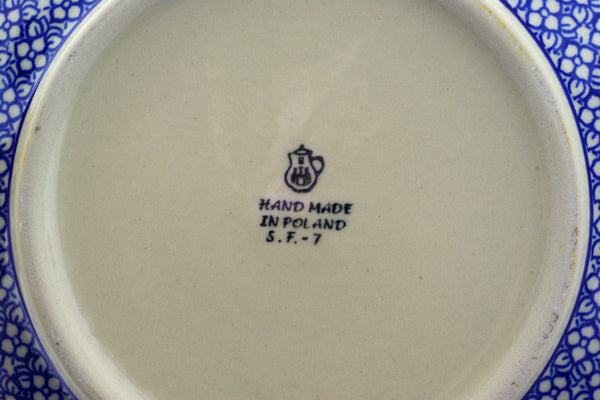 HAND MADE
IN POLAND
S.F.-7